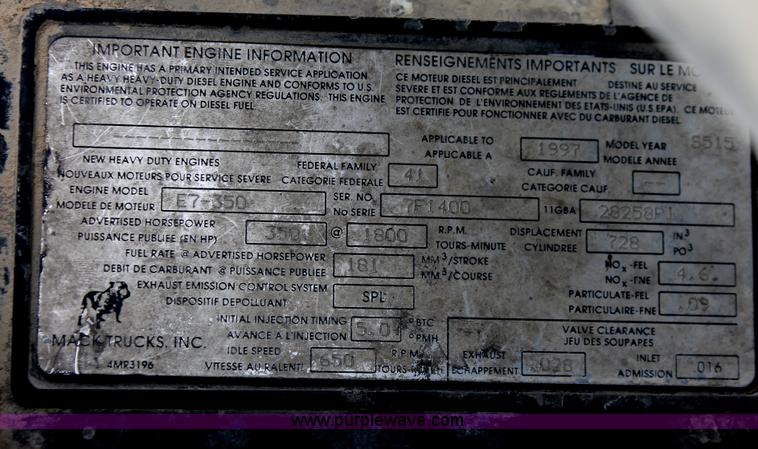 IMPORTANT ENGINE INFORMATION
THIS ENGINE HAS A PRIMARY INTENDED SERVICE APPLICATION
AS A HEAVY HEAVY-DUTY DIESEL ENGINE AND CONFORMS TO U.S.
ENVIRONMENTAL PROTECTION AGENCY REGULATIONS. THIS ENGINE
IS CERTIFIED TO OPERATE ON DIESEL FUEL.
RENSEIGNEMENTS IMPORTANTS SUR LE
CE MOTEUR DIESEL EST PRINCIPALEMENT DESTINE AU SERVICE
SEVERE ET EST CONFORME AUX REGLEMENTS DE L'AGENCE DE
PROTECTION DE L'ENVIRONNEMENT DES ETATS-UNIS (U.S EPA). CE
EST CERTIFIE POUR FONCTIONNER AVEC DU CARBURANT DIESEL
APPLICABLE TO 1997 MODEL YEAR S515
APPLICABLE A MODELE ANNEE
NEW HEAVY DUTY ENGINES FEDERAL FAMILY 41 CALIF. FAMILY --
NOUVEAUX MOTEURS POUR SERVICE SEVERE CATEGORIE FEDERALE CATEGORIE CALIF
ENGINE MODEL E7-350 SER. NO. 7F1400 11GBA 28258P1
MODELE DE MOTEUR No SERIE
ADVERTISED HORSEPOWER 350 @ 1800 R.P.M. DISPLACEMENT 728 IN3
PUISSANCE PUBLIEE (EN HP) TOURS-MINUTE CYLINDREE PO3
FUEL RATE @ ADVERTISED HORSEPOWER 181 MM3/STROKE NOx-FEL 4.6
DEBIT DE CARBURANT @ PUISSANCE PUBLIEE MM3/COURSE NOx-FNE
EXHAUST EMISSION CONTROL SYSTEM SPL PARTICULATE-FEL .09
DISPOSITIF DEPOLLUANT PARTICULAIRE-FNE
INITIAL INJECTION TIMING 5.0 °BTC VALVE CLEARANCE
AVANCE A L'INJECTION °PMH JEU DES SOUPAPES
MACK TRUCKS, INC.
IDLE SPEED 650 R.P.M. EXHAUST .028 INLET .016
4MR3196 VITESSE AU RALENTI TOURS- ECHAPPEMENT ADMISSION
www.purplewave.com